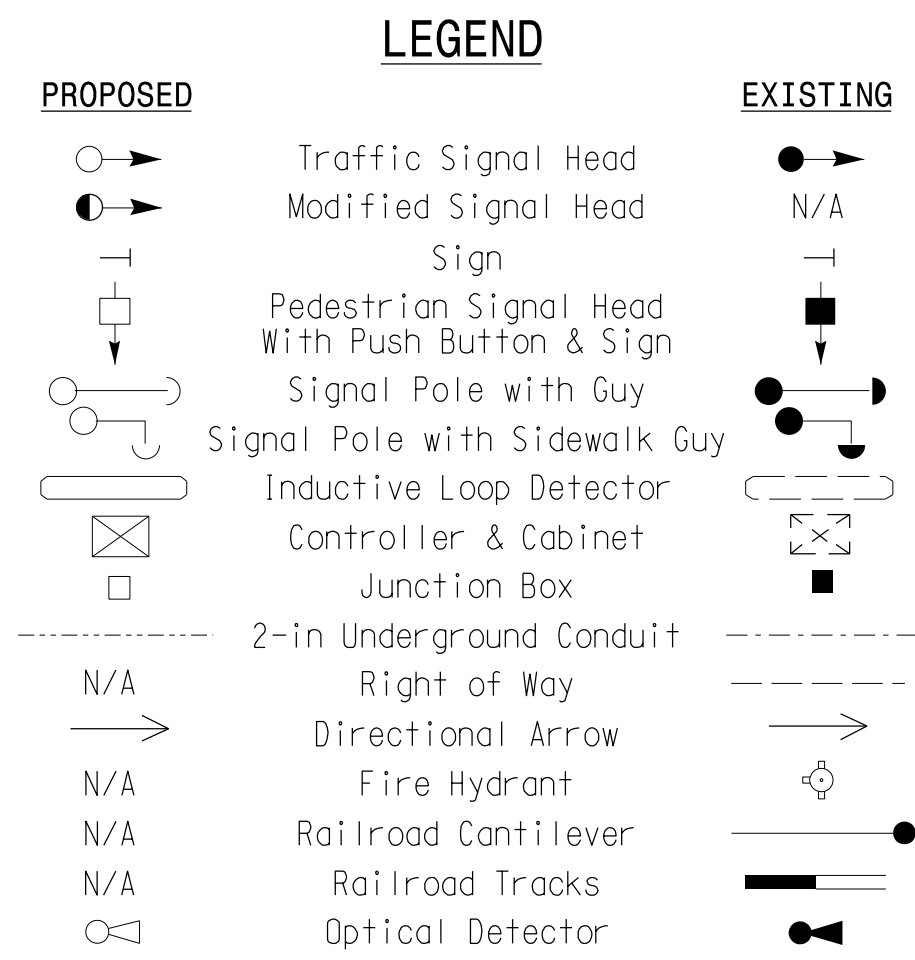 LEGEND
PROPOSED EXISTING
Traffic Signal Head
Modified Signal Head N/A
Sign
Pedestrian Signal Head
With Push Button & Sign
Signal Pole with Guy
Signal Pole with Sidewalk Guy
Inductive Loop Detector
Controller & Cabinet
Junction Box
2-in Underground Conduit
N/A Right of Way
Directional Arrow
N/A Fire Hydrant
N/A Railroad Cantilever
N/A Railroad Tracks
Optical Detector